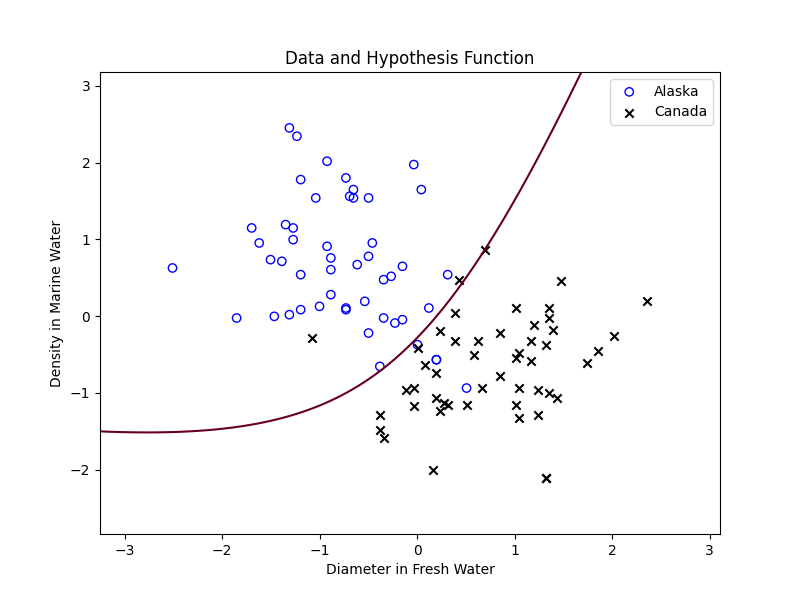 Data and Hypothesis Function
Alaska
Canada
3
2
1
0
−1
−2
Density in Marine Water
−3
−2
−1
0
1
2
3
Diameter in Fresh Water